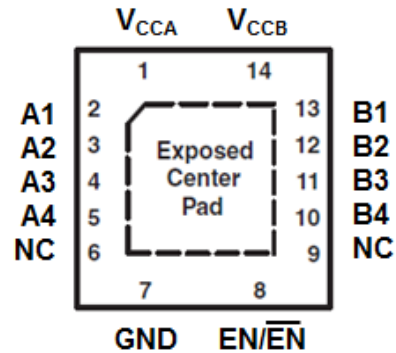 VCCA VCCB
1 14
A1 2 13 B1
A2 3 Exposed 12 B2
A3 4 Center 11 B3
A4 5 Pad 10 B4
NC 6 9 NC
7 8
GND EN/E̅N̅